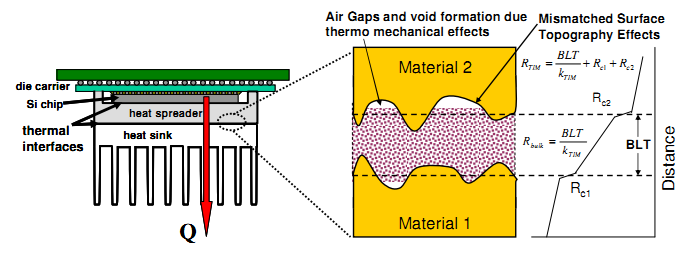 Air Gaps and void formation due
thermo mechanical effects
Mismatched Surface
Topography Effects
die carrier
Si chip
thermal
interfaces
heat spreader
heat sink
Q
Material 2
Material 1
R_TIM = BLT / k_TIM + R_c1 + R_c2
R_c2
R_bulk = BLT / k_TIM
BLT
R_c1
Distance